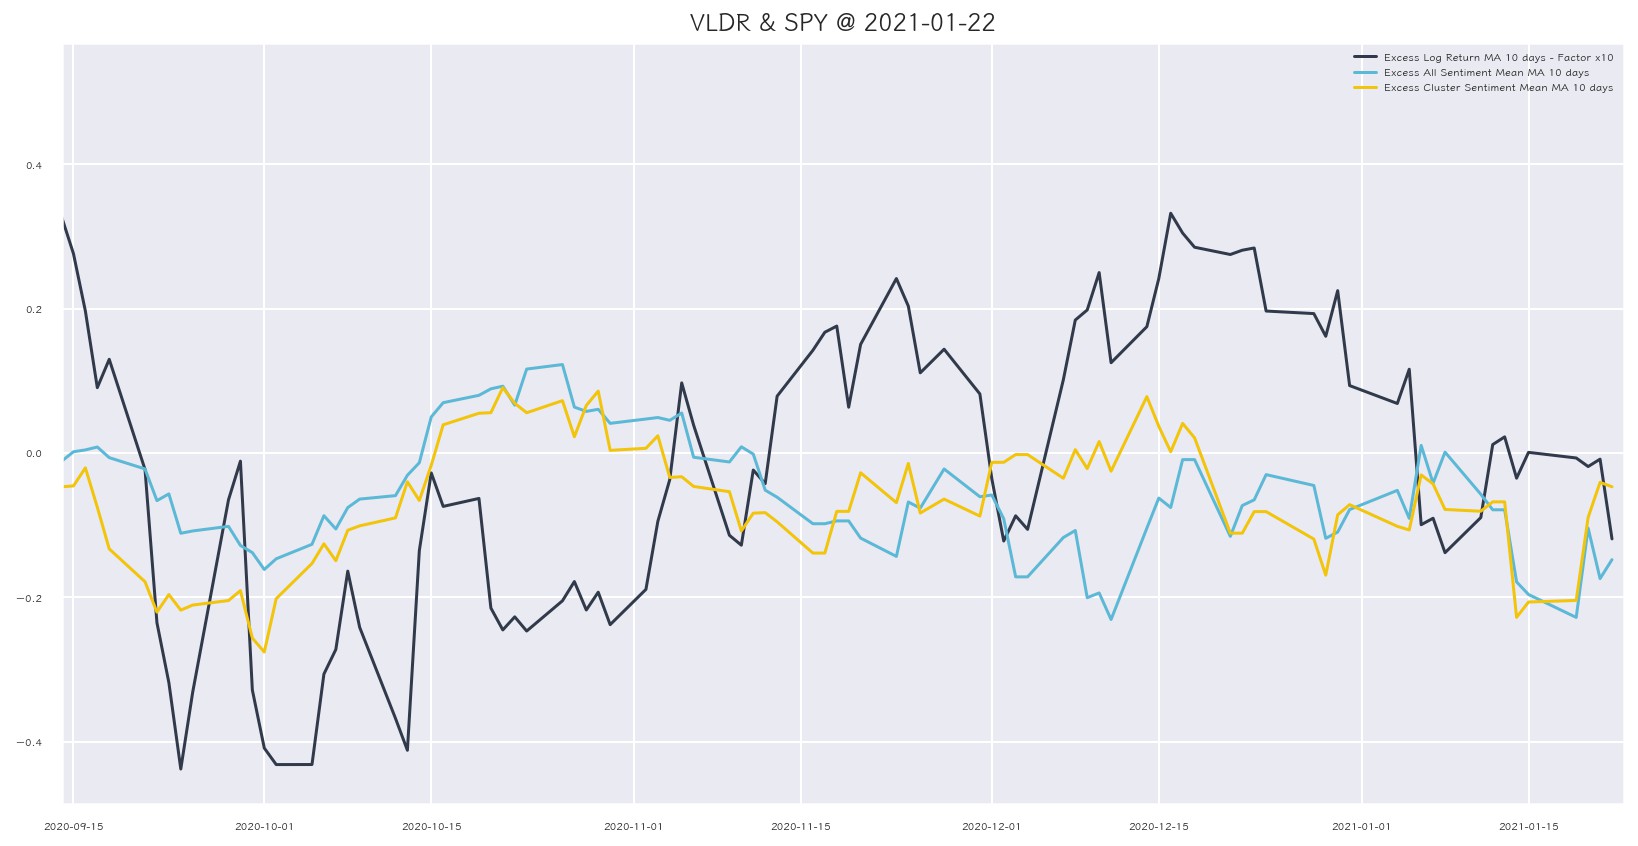 VLDR & SPY @ 2021-01-22
Excess Log Return MA 10 days - Factor x10
Excess All Sentiment Mean MA 10 days
Excess Cluster Sentiment Mean MA 10 days
0.4
0.2
0.0
−0.2
−0.4
2020-09-15 2020-10-01 2020-10-15 2020-11-01 2020-11-15 2020-12-01 2020-12-15 2021-01-01 2021-01-15